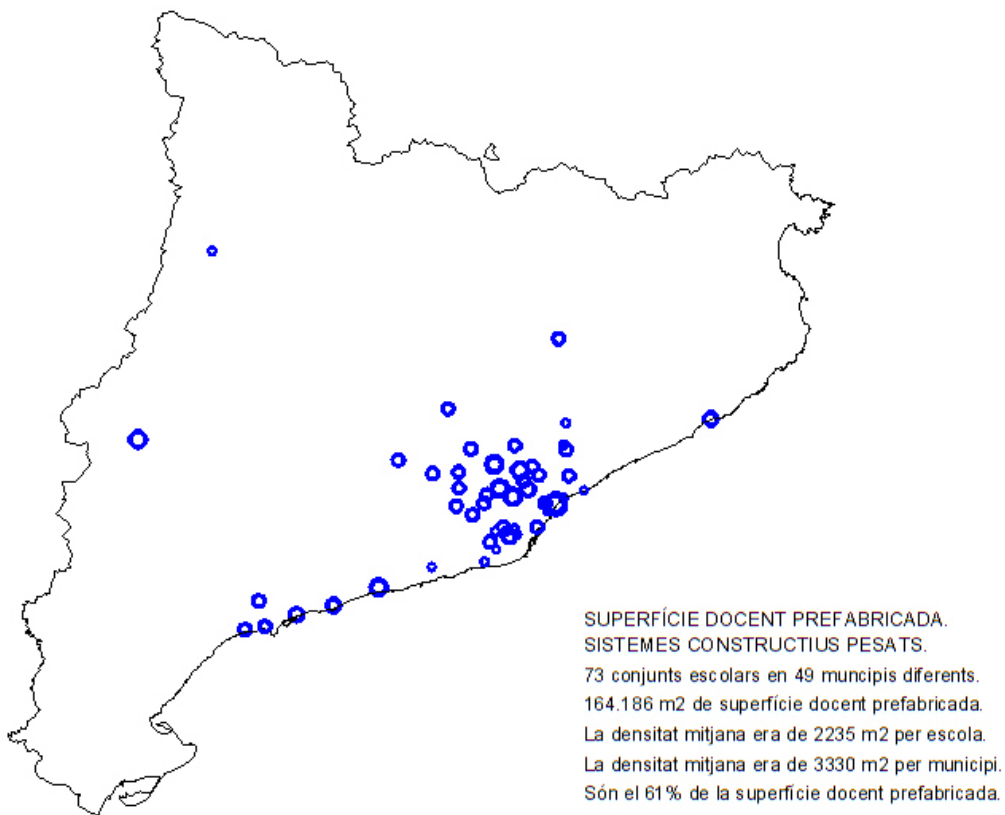 SUPERFÍCIE DOCENT PREFABRICADA.
SISTEMES CONSTRUCTIUS PESATS.
73 conjunts escolars en 49 muncipis diferents.
164.186 m2 de superfície docent prefabricada.
La densitat mitjana era de 2235 m2 per escola.
La densitat mitjana era de 3330 m2 per municipi.
Són el 61% de la superfície docent prefabricada.